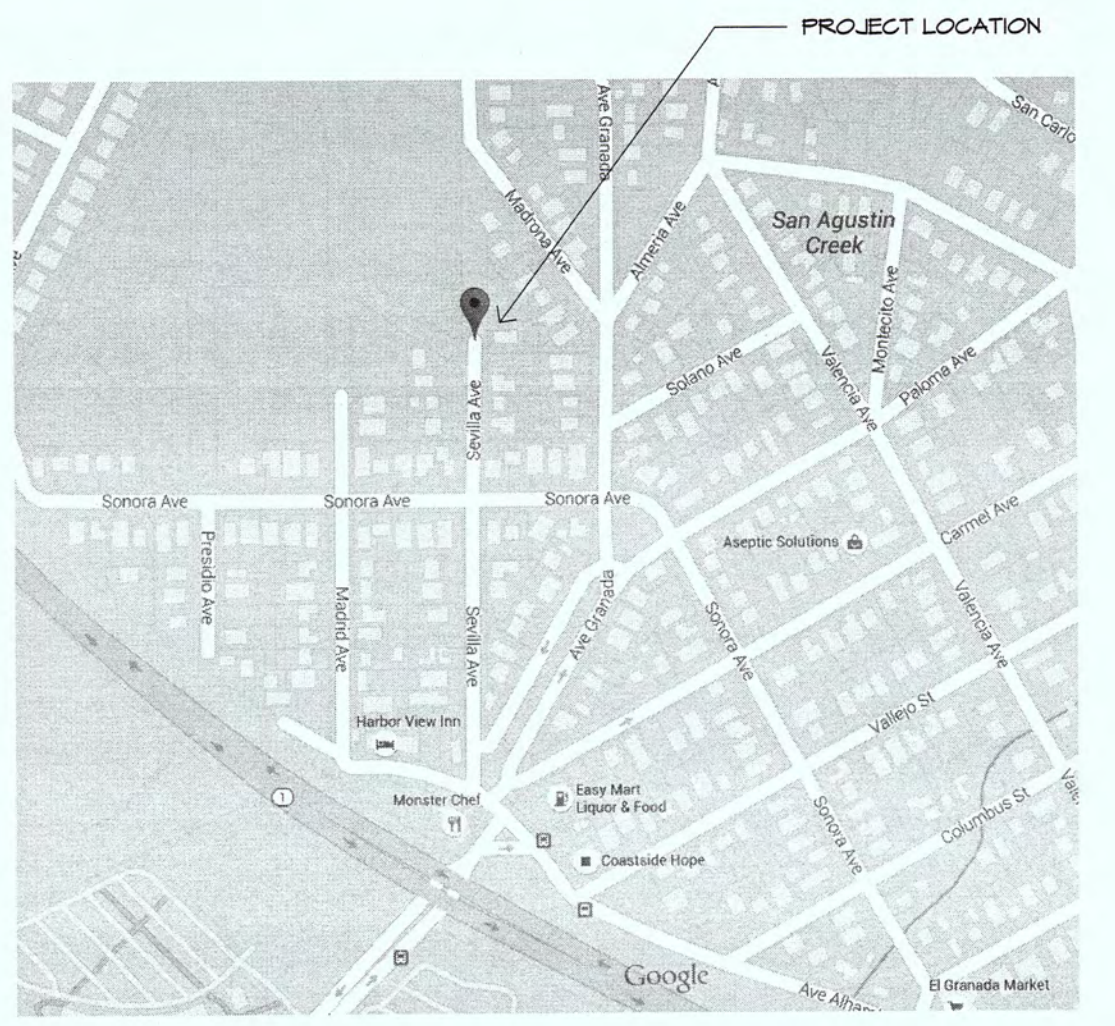 PROJECT LOCATION
San Carlo
Ave Granada
Madrona Ave
Almeria Ave
San Agustin
Creek
Montecito Ave
Solano Ave
Valencia Ave
Paloma Ave
Sevilla Ave
Sonora Ave
Sonora Ave
Sonora Ave
Carmel Ave
Aseptic Solutions
Presidio Ave
Madrid Ave
Sevilla Ave
Ave Granada
Sonora Ave
Valencia Ave
Harbor View Inn
Vallejo St
1
Monster Chef
Easy Mart
Liquor & Food
Sonora Ave
Columbus St
Coastside Hope
Google
Ave Alham
El Granada Market